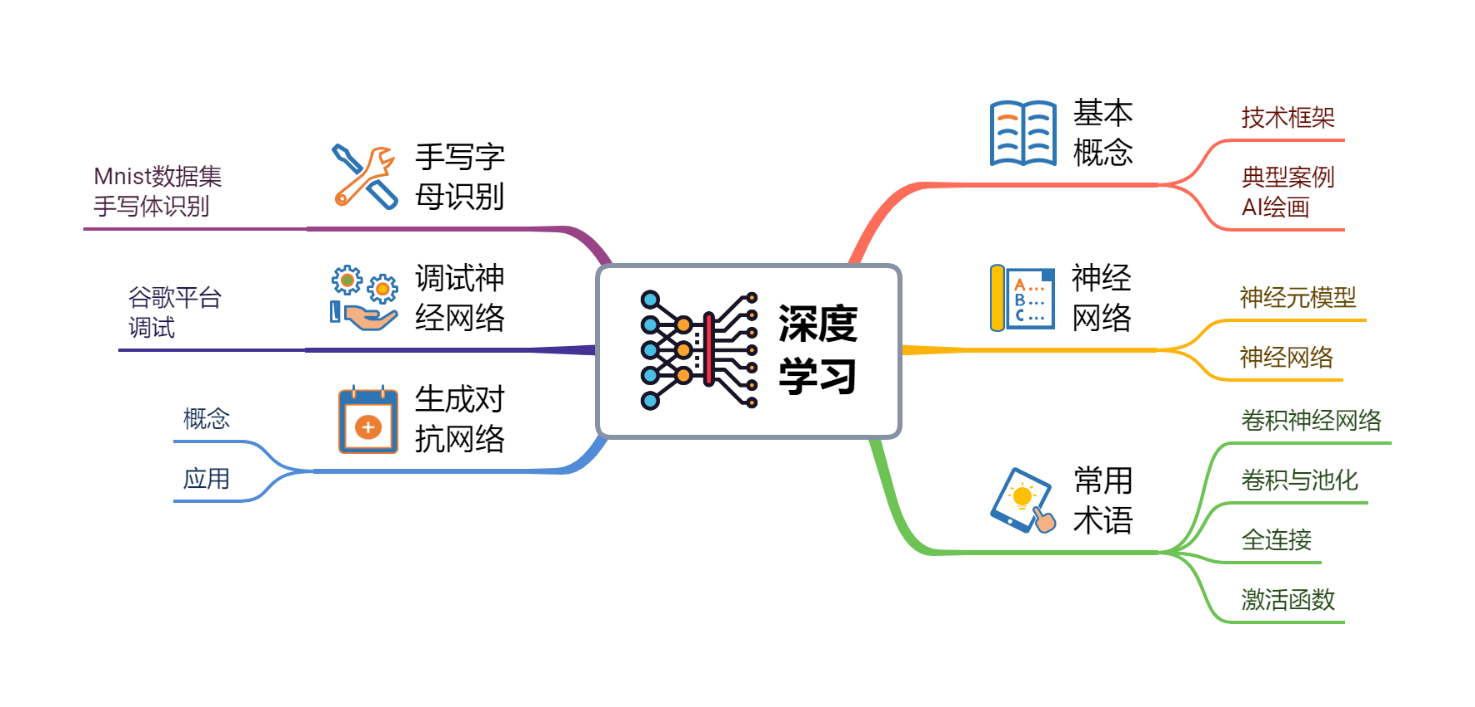 深度
学习
基本
概念
技术框架
典型案例
AI绘画
神经
网络
A...
B...
C...
神经元模型
神经网络
常用
术语
卷积神经网络
卷积与池化
全连接
激活函数
手写字
母识别
Mnist数据集
手写体识别
调试神
经网络
谷歌平台
调试
生成对
抗网络
概念
应用